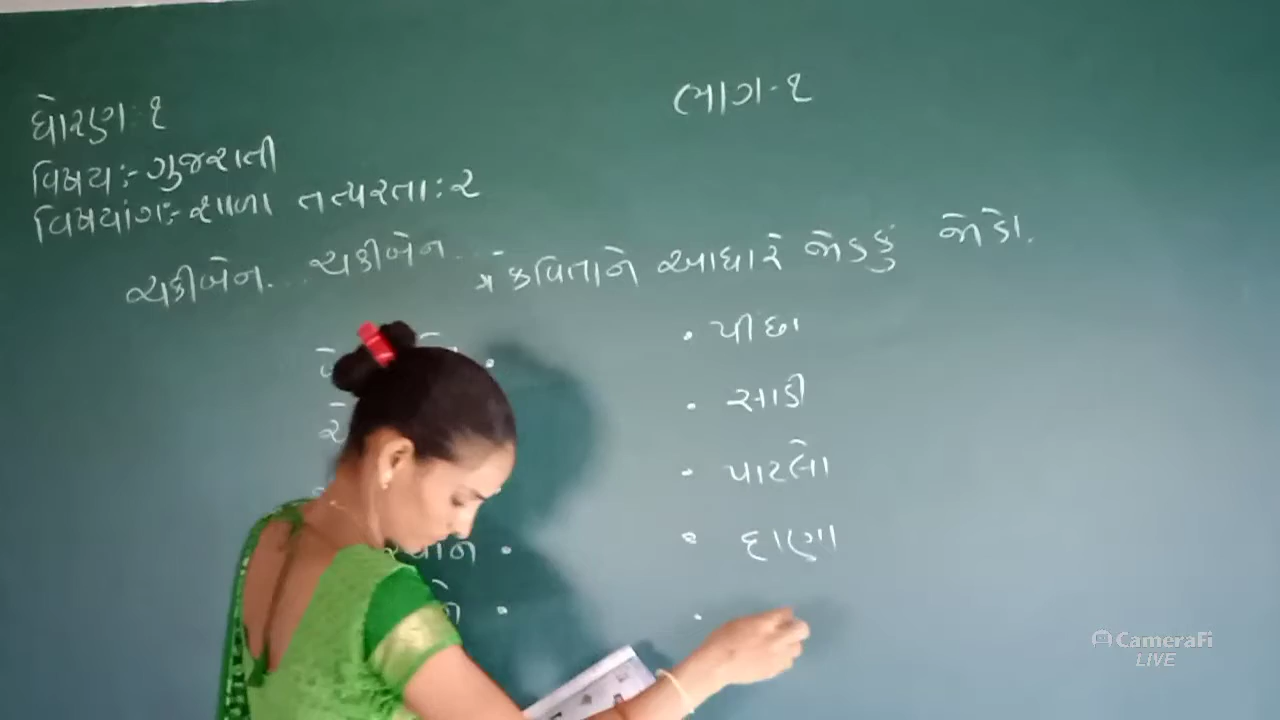 ધોરણ:૧
ભાગ-૧
વિષય:-ગુજરાતી
વિષયાંગ:-શાળા તત્પરતા:૨
ચકીબેન... ચકીબેન...
* કવિતાને આધારે જોડકું જોડો.
• પીંછા
• સાડી
• પાટલો
• દાણા
CameraFi
LIVE